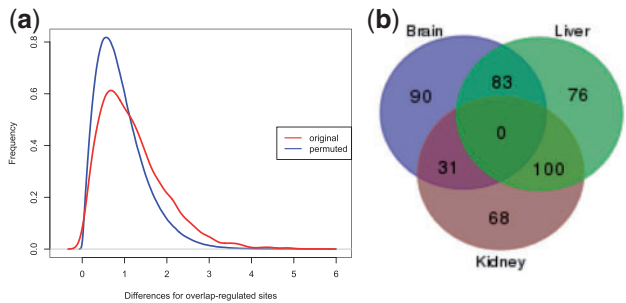 (a)
Frequency
0.8
0.6
0.4
0.2
0.0
original
permuted
0 1 2 3 4 5 6
Differences for overlap-regulated sites
(b)
Brain Liver
90 83 76
0
31 100
68
Kidney